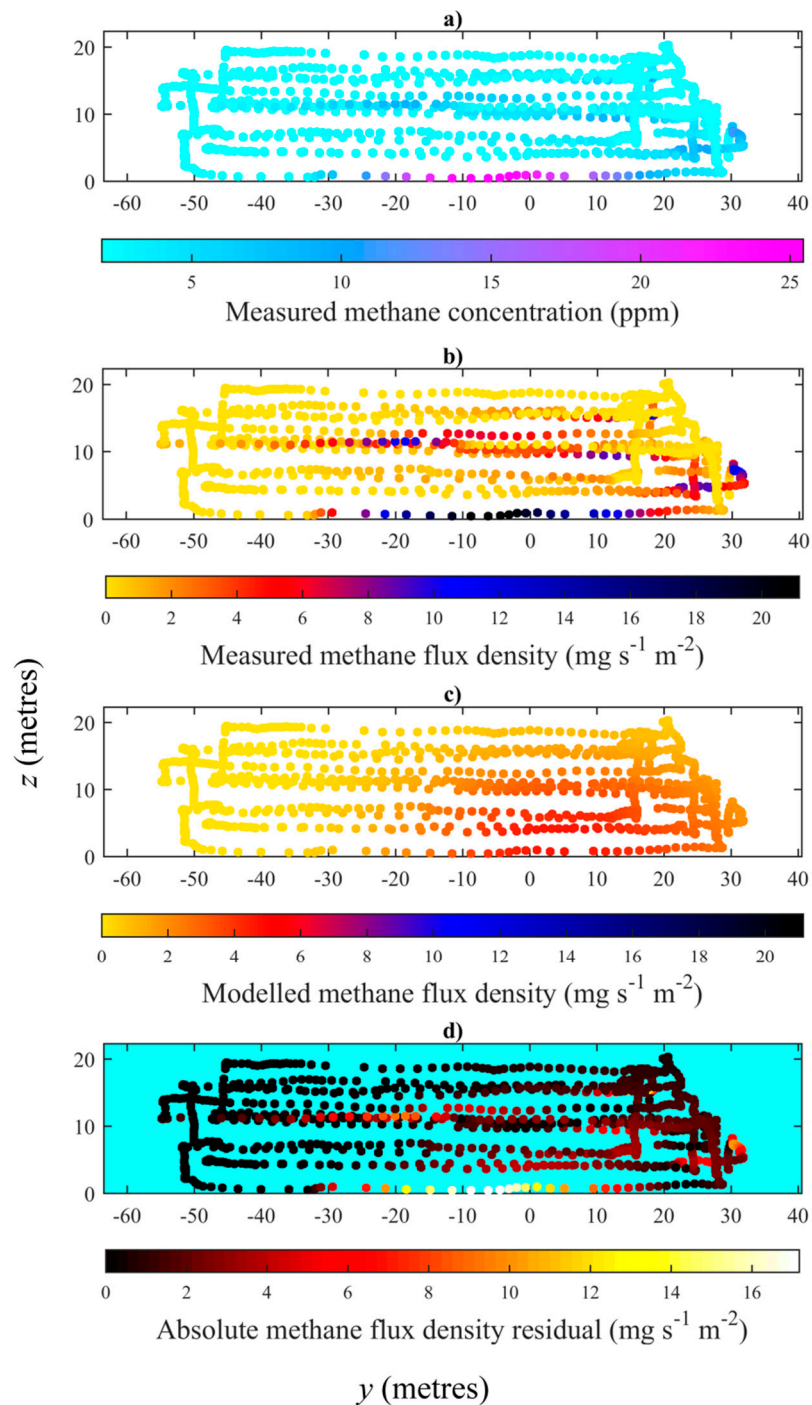 a)
20
10
0
-60 -50 -40 -30 -20 -10 0 10 20 30 40
5 10 15 20 25
Measured methane concentration (ppm)
b)
20
10
0
-60 -50 -40 -30 -20 -10 0 10 20 30 40
0 2 4 6 8 10 12 14 16 18 20
Measured methane flux density (mg s⁻¹ m⁻²)
z (metres)
c)
20
10
0
-60 -50 -40 -30 -20 -10 0 10 20 30 40
0 2 4 6 8 10 12 14 16 18 20
Modelled methane flux density (mg s⁻¹ m⁻²)
d)
20
10
0
-60 -50 -40 -30 -20 -10 0 10 20 30 40
0 2 4 6 8 10 12 14 16
Absolute methane flux density residual (mg s⁻¹ m⁻²)
y (metres)